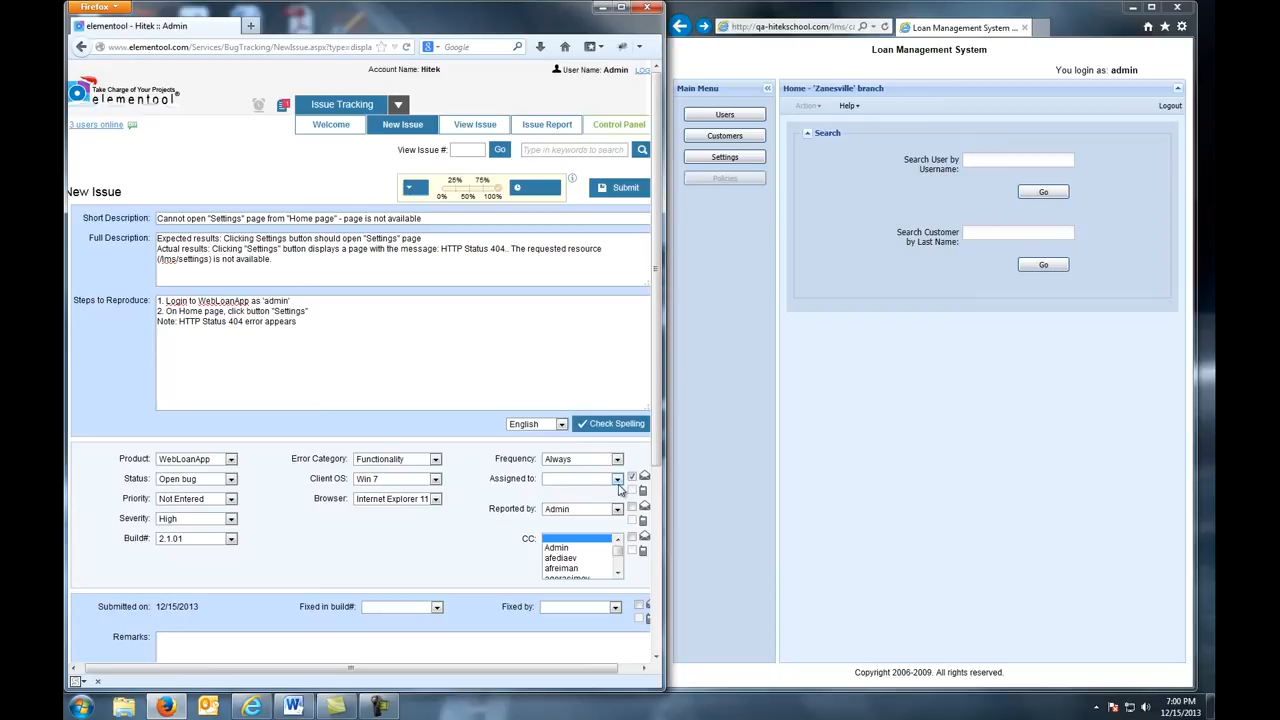 Firefox
elementool - Hitek :: Admin
www.elementool.com/Services/BugTracking/NewIssue.aspx?type=displa
Google
Account Name: Hitek
User Name: Admin
LOG
Take Charge of Your Projects
elementool
3 users online
Issue Tracking
Welcome
New Issue
View Issue
Issue Report
Control Panel
View Issue #:
Go
Type in keywords to search
New Issue
25% 75%
0% 50% 100%
Submit
Short Description:
Cannot open "Settings" page from "Home page" - page is not available
Full Description:
Expected results: Clicking Settings button should open "Settings" page
Actual results: Clicking "Settings" button displays a page with the message: HTTP Status 404.. The requested resource
(/lms/settings) is not available.
Steps to Reproduce:
1. Login to WebLoanApp as 'admin'
2. On Home page, click button "Settings"
Note: HTTP Status 404 error appears
English
Check Spelling
Product: WebLoanApp
Error Category: Functionality
Frequency: Always
Status: Open bug
Client OS: Win 7
Assigned to:
Priority: Not Entered
Browser: Internet Explorer 11
Reported by: Admin
Severity: High
Build#: 2.1.01
CC:
Admin
afediaev
afreiman
agerasimov
Submitted on: 12/15/2013
Fixed in build#:
Fixed by:
Remarks:
http://qa-hitekschool.com/lms/ca
Loan Management System ...
Loan Management System
You login as: admin
Main Menu
Users
Customers
Settings
Policies
Home - 'Zanesville' branch
Action
Help
Logout
Search
Search User by
Username:
Go
Search Customer
by Last Name:
Go
Copyright 2006-2009. All rights reserved.
7:00 PM
12/15/2013